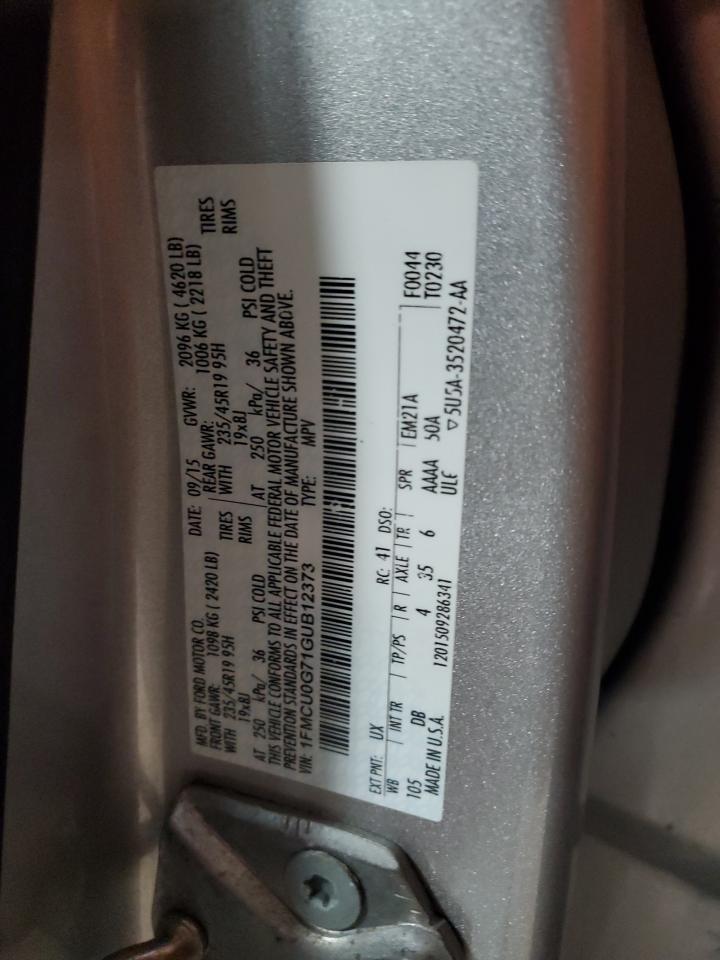 MFD. BY FORD MOTOR CO.
DATE: 09/15 GVWR: 2096 KG ( 4620 LB)
FRONT GAWR: 1098 KG ( 2420 LB) REAR GAWR: 1006 KG ( 2218 LB)
WITH 235/45R19 95H TIRES WITH 235/45R19 95H TIRES
19x8J RIMS 19x8J RIMS
AT 250 kPa/ 36 PSI COLD AT 250 kPa/ 36 PSI COLD
THIS VEHICLE CONFORMS TO ALL APPLICABLE FEDERAL MOTOR VEHICLE SAFETY AND THEFT
PREVENTION STANDARDS IN EFFECT ON THE DATE OF MANUFACTURE SHOWN ABOVE.
VIN: 1FMCU0G71GUB12373 TYPE: MPV
EXT PNT: UX RC: 41 DSO: F0044
WB INT TR TP/PS R AXLE TR SPR EM21A T0230
105 DB 4 35 6 AAAA 50A
MADE IN U.S.A. 1201509286341 ULF ▽5U5A-3520472-AA